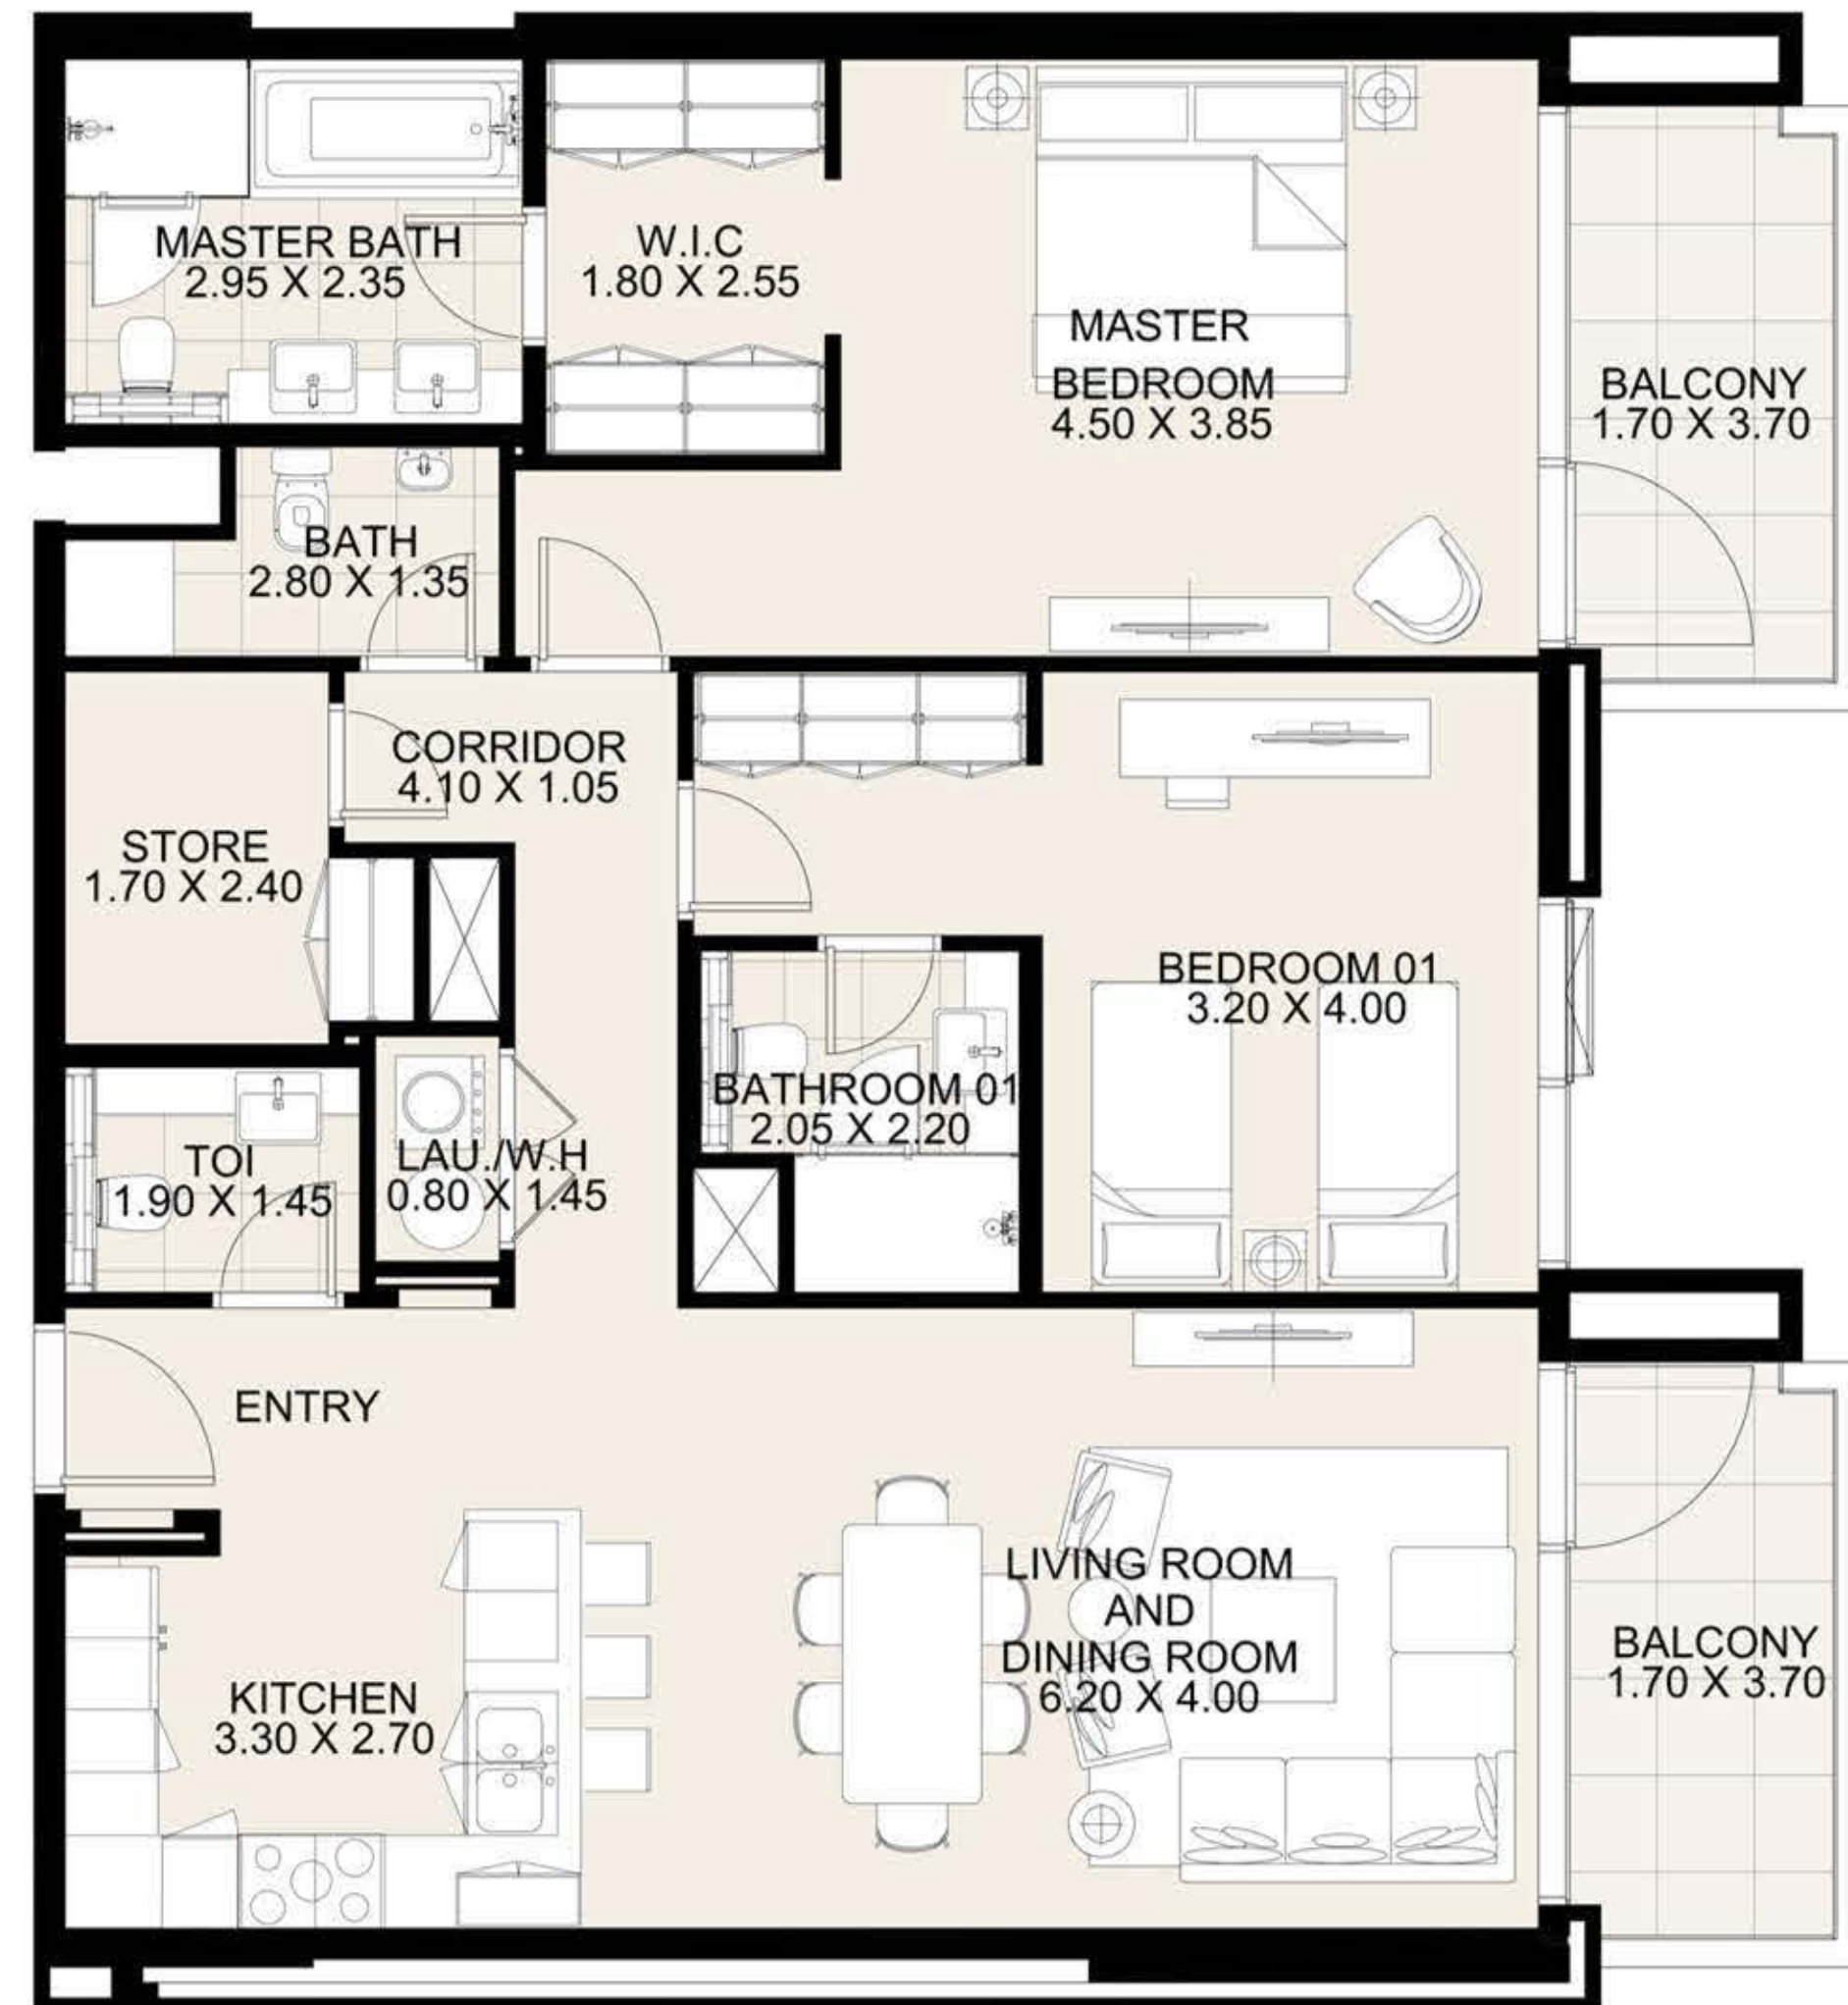 MASTER BATH
2.95 X 2.35
W.I.C
1.80 X 2.55
MASTER
BEDROOM
4.50 X 3.85
BALCONY
1.70 X 3.70
BATH
2.80 X 1.35
CORRIDOR
4.10 X 1.05
STORE
1.70 X 2.40
BEDROOM 01
3.20 X 4.00
BATHROOM 01
2.05 X 2.20
TOI
1.90 X 1.45
LAU./W.H
0.80 X 1.45
ENTRY
LIVING ROOM
AND
DINING ROOM
6.20 X 4.00
BALCONY
1.70 X 3.70
KITCHEN
3.30 X 2.70